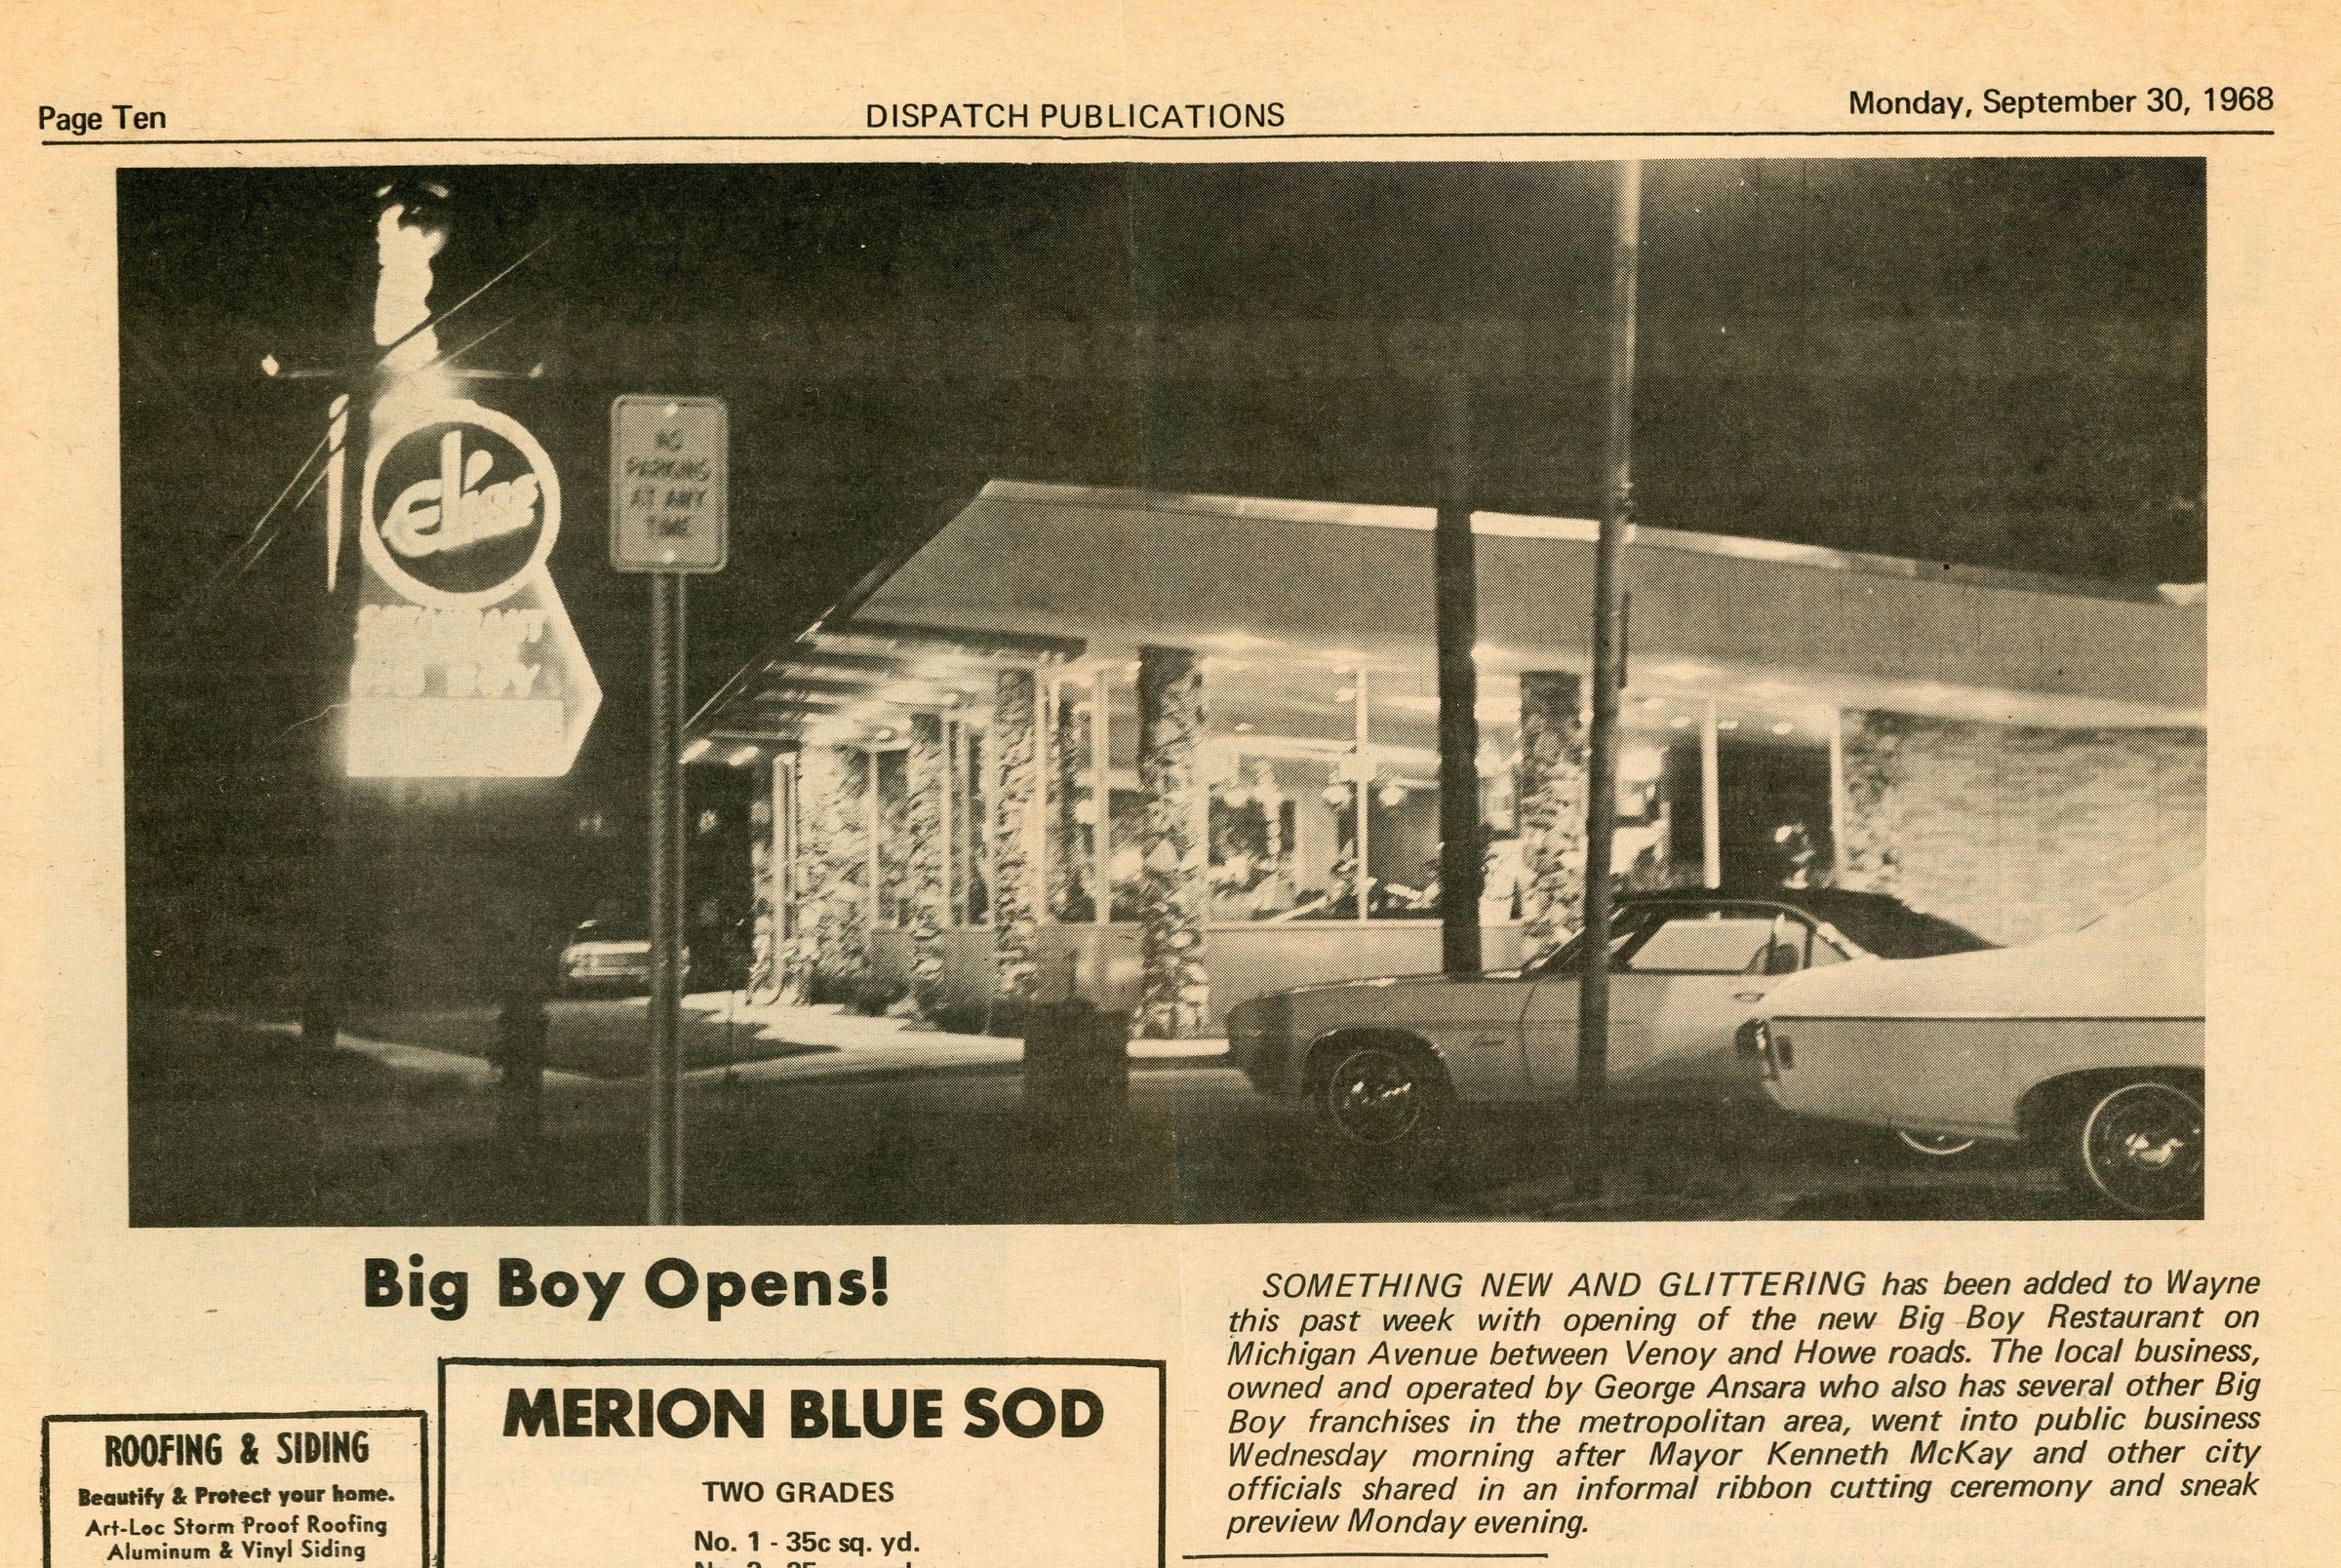 Page Ten
DISPATCH PUBLICATIONS
Monday, September 30, 1968
Elias
NO
PARKING
AT ANY
TIME
Big Boy Opens!
SOMETHING NEW AND GLITTERING has been added to Wayne
this past week with opening of the new Big Boy Restaurant on
Michigan Avenue between Venoy and Howe roads. The local business,
owned and operated by George Ansara who also has several other Big
Boy franchises in the metropolitan area, went into public business
Wednesday morning after Mayor Kenneth McKay and other city
officials shared in an informal ribbon cutting ceremony and sneak
preview Monday evening.
MERION BLUE SOD
TWO GRADES
No. 1 - 35c sq. yd.
ROOFING & SIDING
Beautify & Protect your home.
Art-Loc Storm Proof Roofing
Aluminum & Vinyl Siding